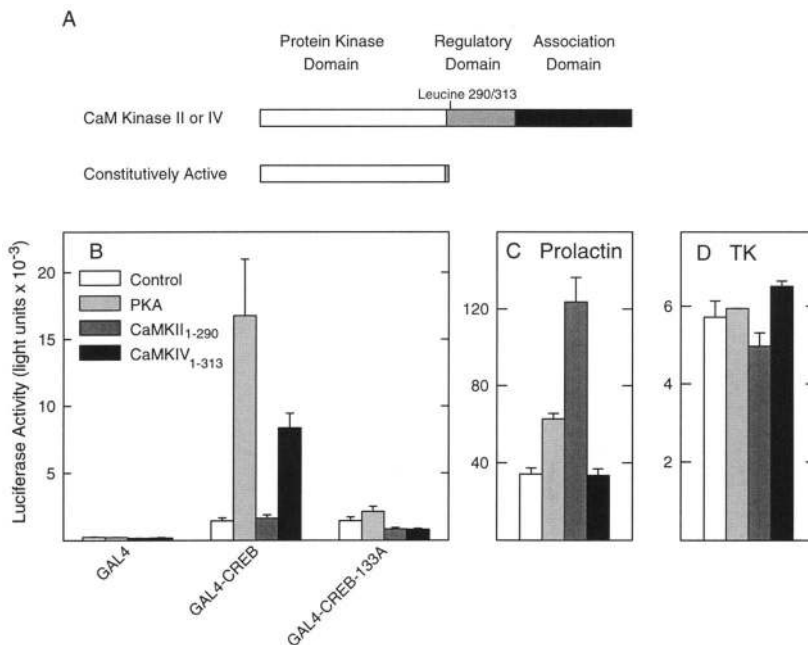 A
Protein Kinase Domain
Regulatory Domain
Association Domain
Leucine 290/313
CaM Kinase II or IV
Constitutively Active
Luciferase Activity (light units x 10⁻³)
B
20
15
10
5
Control
PKA
CaMKII₁₋₂₉₀
CaMKIV₁₋₃₁₃
GAL4
GAL4-CREB
GAL4-CREB-133A
C Prolactin
120
80
40
D TK
6
4
2